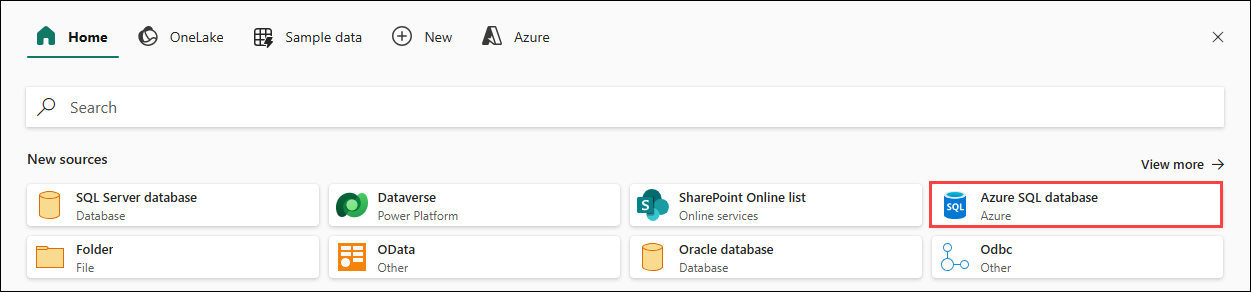 Home OneLake Sample data New Azure
Search
New sources
View more
SQL Server database
Database
Dataverse
Power Platform
SharePoint Online list
Online services
SQL
Azure SQL database
Azure
Folder
File
OData
Other
Oracle database
Database
Odbc
Other